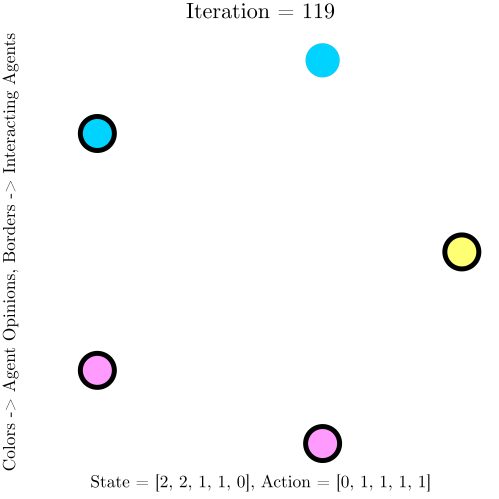 Iteration = 119
Colors -> Agent Opinions, Borders -> Interacting Agents
State = [2, 2, 1, 1, 0], Action = [0, 1, 1, 1, 1]